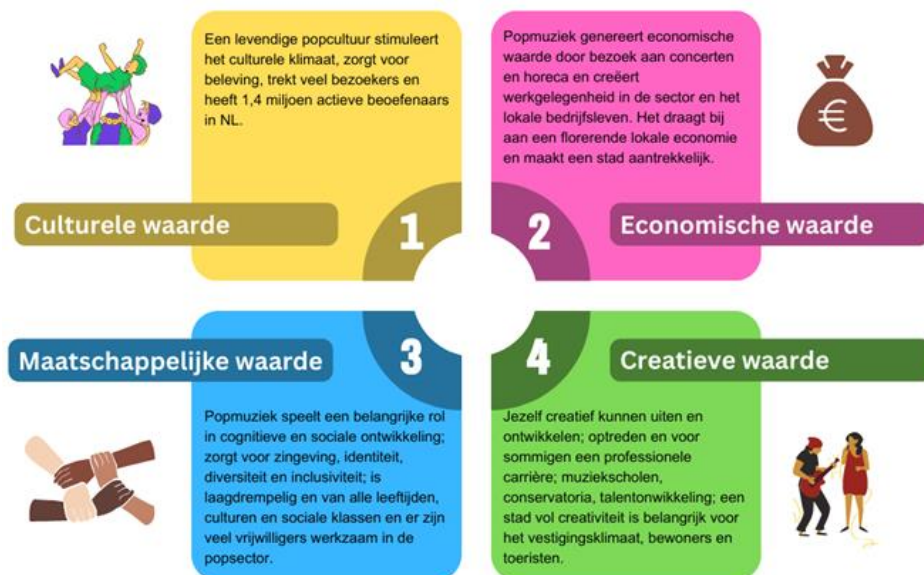 Een levendige popcultuur stimuleert
het culturele klimaat, zorgt voor
beleving, trekt veel bezoekers en
heeft 1,4 miljoen actieve beoefenaars
in NL.
Culturele waarde
1
Popmuziek genereert economische
waarde door bezoek aan concerten
en horeca en creëert
werkgelegenheid in de sector en het
lokale bedrijfsleven. Het draagt bij
aan een florerende lokale economie
en maakt een stad aantrekkelijk.
€
2
Economische waarde
Maatschappelijke waarde
3
Popmuziek speelt een belangrijke rol
in cognitieve en sociale ontwikkeling;
zorgt voor zingeving, identiteit,
diversiteit en inclusiviteit; is
laagdrempelig en van alle leeftijden,
culturen en sociale klassen en er zijn
veel vrijwilligers werkzaam in de
popsector.
4
Creatieve waarde
Jezelf creatief kunnen uiten en
ontwikkelen; optreden en voor
sommigen een professionele
carrière; muziekscholen,
conservatoria, talentonwikkeling; een
stad vol creativiteit is belangrijk voor
het vestigingsklimaat, bewoners en
toeristen.